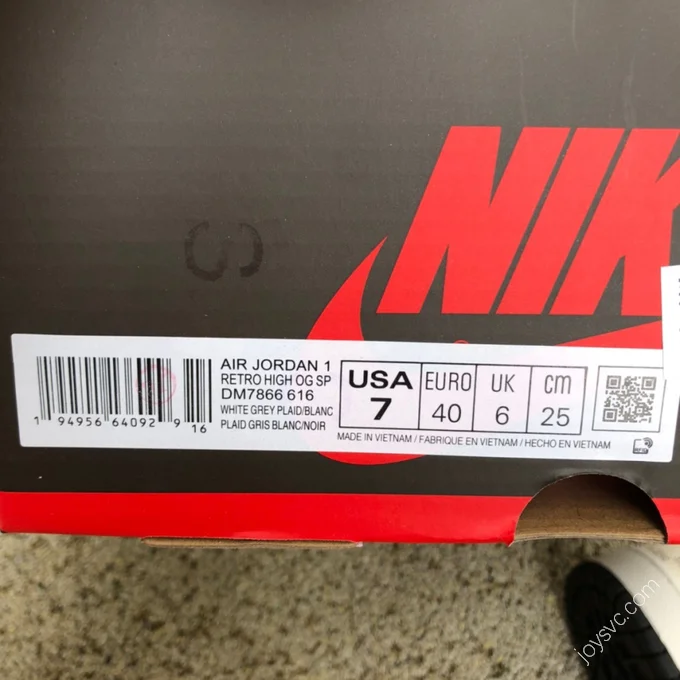 NIK
1 94956 64092 9 16
AIR JORDAN 1
RETRO HIGH OG SP
DM7866 616
WHITE GREY PLAID/BLANC
PLAID GRIS BLANC/NOIR
USA
7
EURO
40
UK
6
cm
25
MADE IN VIETNAM / FABRIQUE EN VIETNAM / HECHO EN VIETNAM
joysvc.com